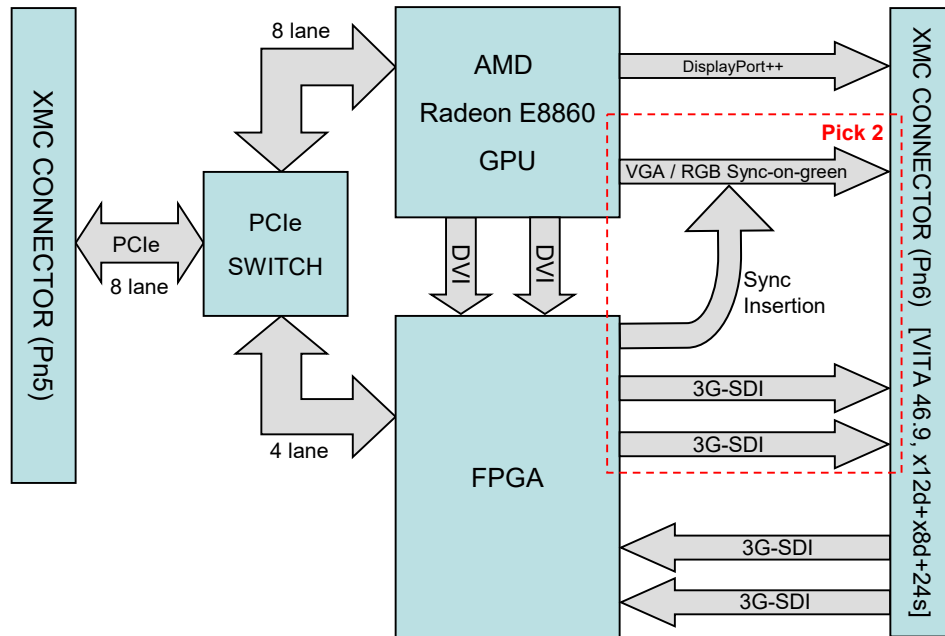 XMC CONNECTOR (Pn5)
8 lane
AMD
Radeon E8860
GPU
DisplayPort++
Pick 2
VGA / RGB Sync-on-green
PCIe
8 lane
PCIe
SWITCH
DVI
DVI
Sync
Insertion
4 lane
FPGA
3G-SDI
3G-SDI
3G-SDI
3G-SDI
XMC CONNECTOR (Pn6) [VITA 46.9, x12d+x8d+24s]